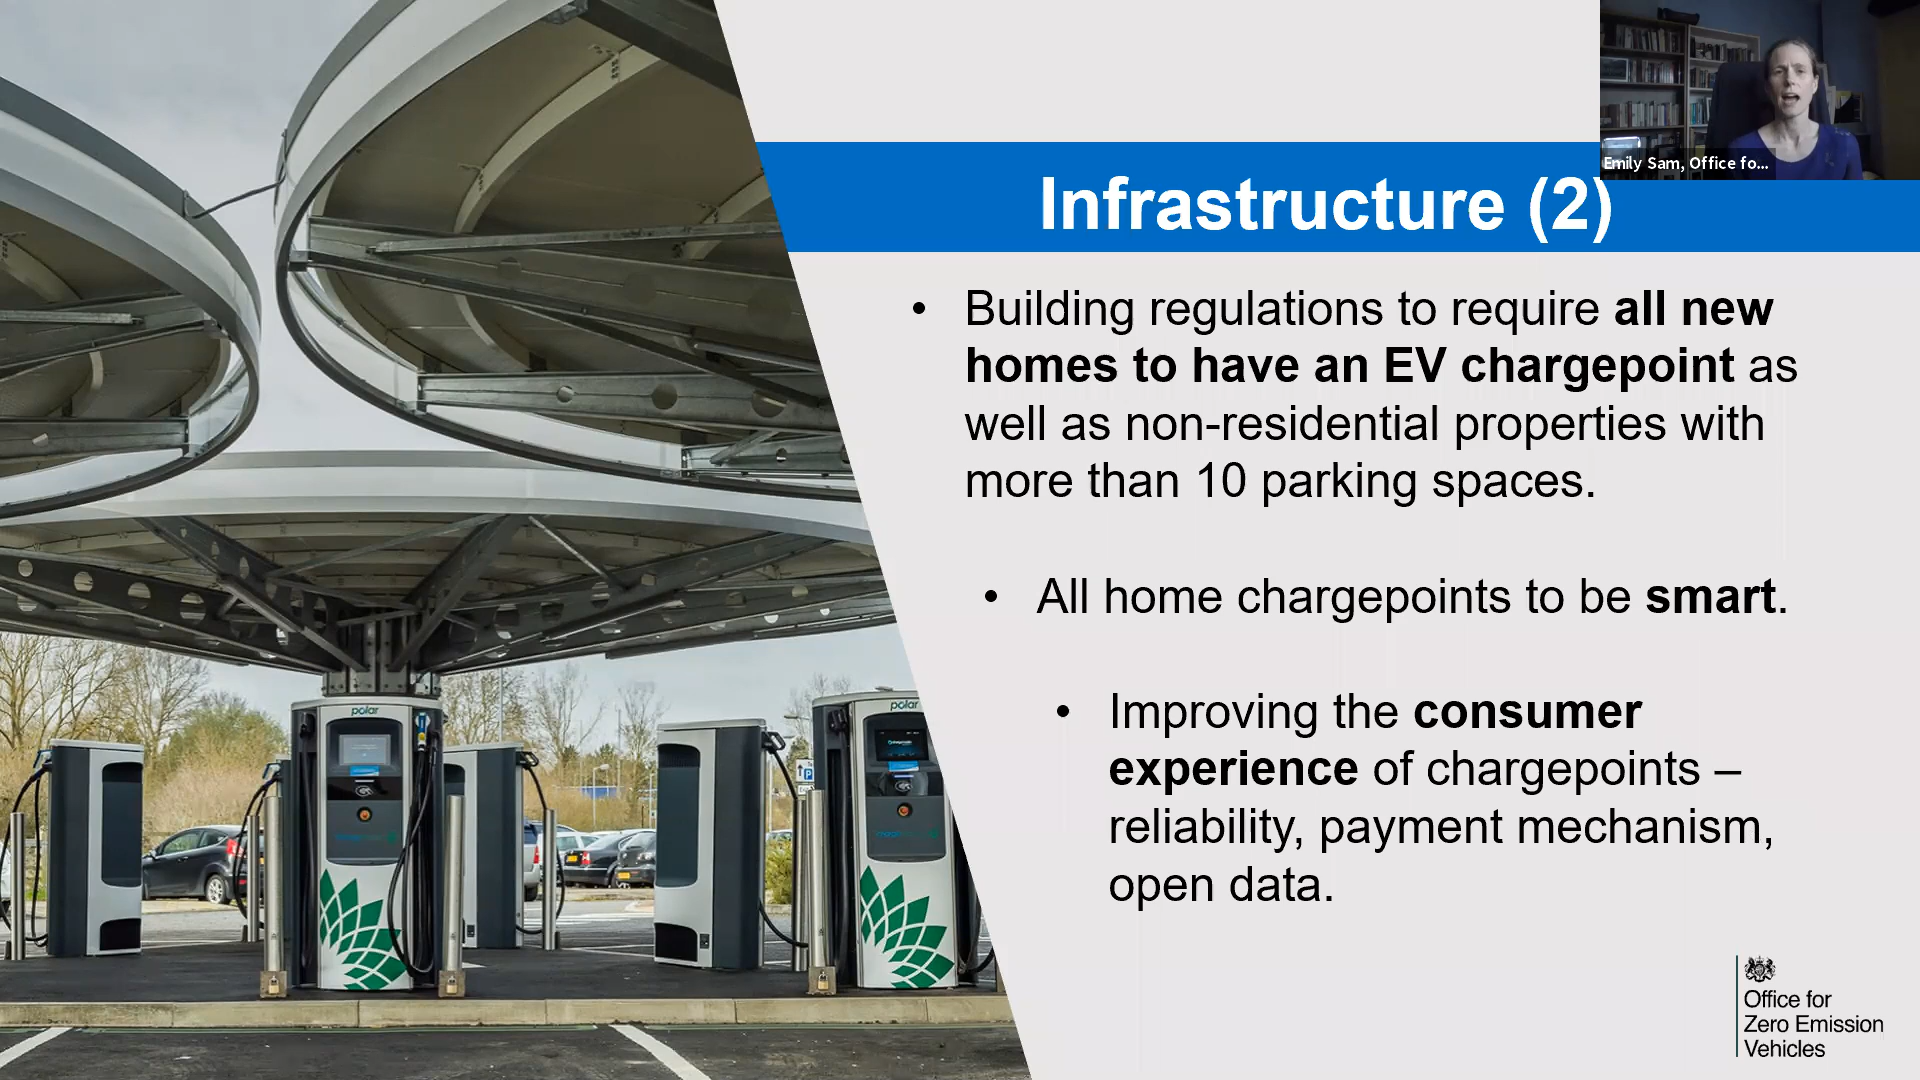 Emily Sam, Office fo...
Infrastructure (2)
• Building regulations to require all new
homes to have an EV chargepoint as
well as non-residential properties with
more than 10 parking spaces.
• All home chargepoints to be smart.
• Improving the consumer
experience of chargepoints –
reliability, payment mechanism,
open data.
polar
polar
P
Office for
Zero Emission
Vehicles